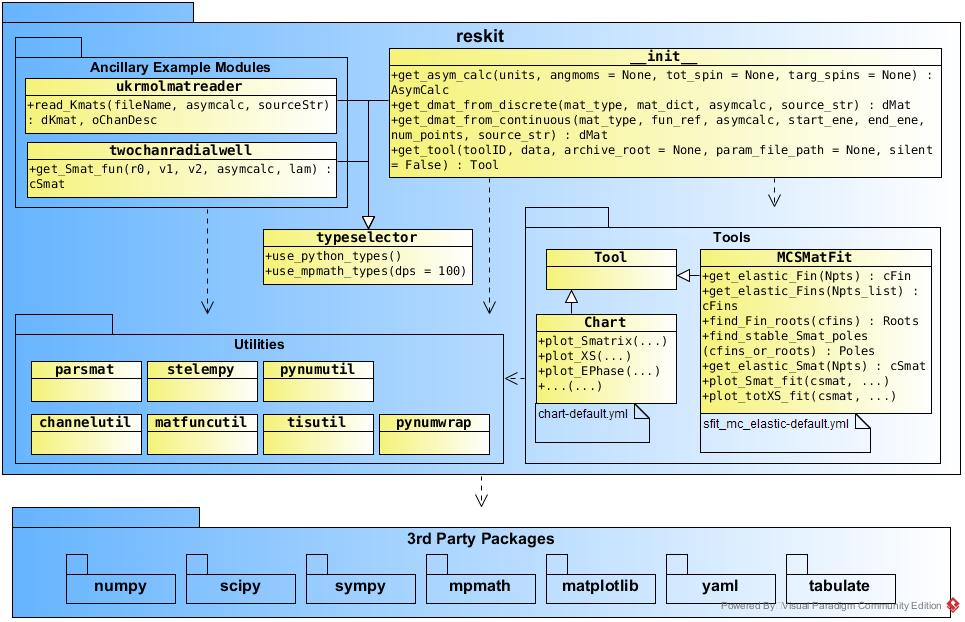 reskit
Ancillary Example Modules
ukrmolmatreader
+read_Kmats(fileName, asymcalc, sourceStr)
: dKmat, oChanDesc
twochanradialwell
+get_Smat_fun(r0, v1, v2, asymcalc, lam) :
cSmat
__init__
+get_asym_calc(units, angmoms = None, tot_spin = None, targ_spins = None) :
AsymCalc
+get_dmat_from_discrete(mat_type, mat_dict, asymcalc, source_str) : dMat
+get_dmat_from_continuous(mat_type, fun_ref, asymcalc, start_ene, end_ene,
num_points, source_str) : dMat
+get_tool(toolID, data, archive_root = None, param_file_path = None, silent
= False) : Tool
typeselector
+use_python_types()
+use_mpmath_types(dps = 100)
Tools
Tool
Chart
+plot_Smatrix(...)
+plot_XS(...)
+plot_EPhase(...)
+...(...)
chart-default.yml
MCSMatFit
+get_elastic_Fin(Npts) : cFin
+get_elastic_Fins(Npts_list) :
cFins
+find_Fin_roots(cfins) : Roots
+find_stable_Smat_poles
(cfins_or_roots) : Poles
+get_elastic_Smat(Npts) : cSmat
+plot_Smat_fit(csmat, ...)
+plot_totXS_fit(csmat, ...)
sfit_mc_elastic-default.yml
Utilities
parsmat
stelempy
pynumutil
channelutil
matfuncutil
tisutil
pynumwrap
3rd Party Packages
numpy
scipy
sympy
mpmath
matplotlib
yaml
tabulate
Powered By Visual Paradigm Community Edition